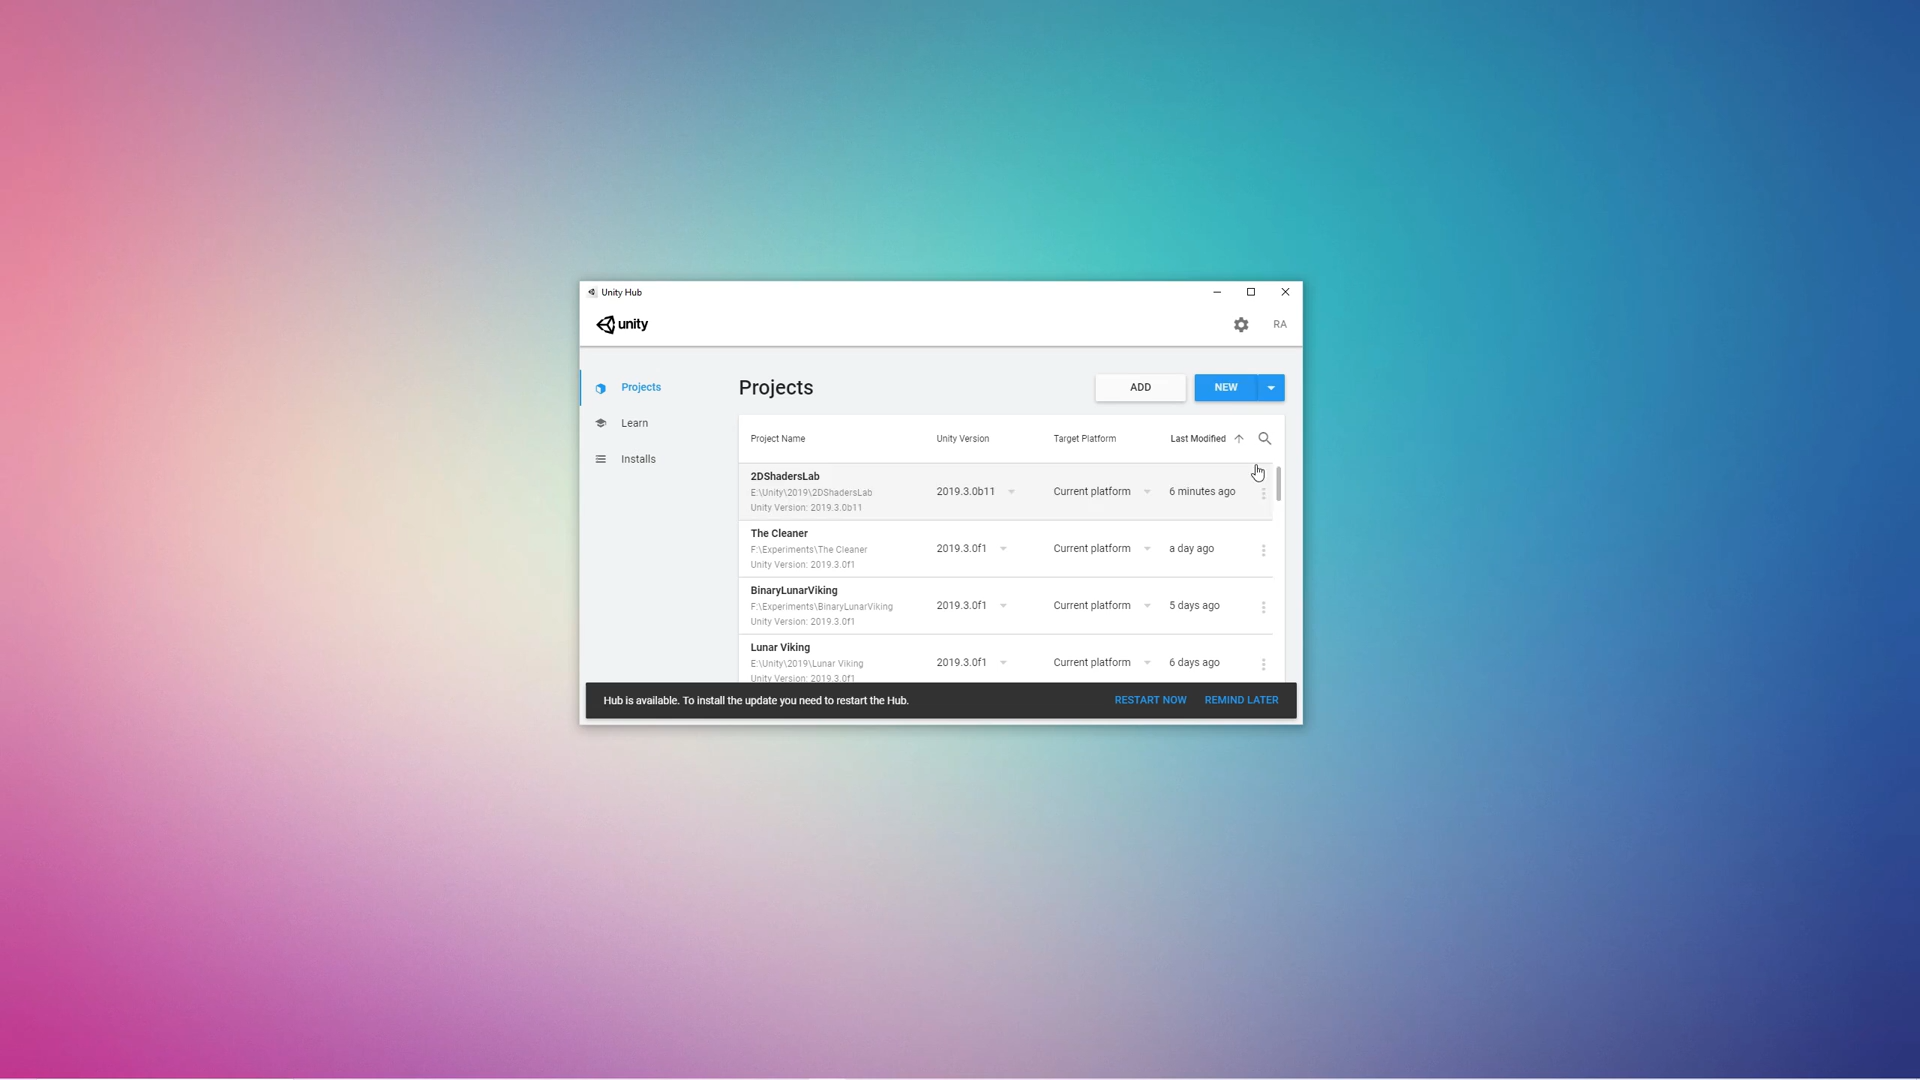 Unity Hub
unity
RA
Projects
Learn
Installs
Projects
ADD
NEW
Project Name
Unity Version
Target Platform
Last Modified
2DShadersLab
E:\Unity\2019\2DShadersLab
Unity Version: 2019.3.0b11
2019.3.0b11
Current platform
6 minutes ago
The Cleaner
F:\Experiments\The Cleaner
Unity Version: 2019.3.0f1
2019.3.0f1
Current platform
a day ago
BinaryLunarViking
F:\Experiments\BinaryLunarViking
Unity Version: 2019.3.0f1
2019.3.0f1
Current platform
5 days ago
Lunar Viking
E:\Unity\2019\Lunar Viking
Unity Version: 2019.3.0f1
2019.3.0f1
Current platform
6 days ago
Hub is available. To install the update you need to restart the Hub.
RESTART NOW
REMIND LATER